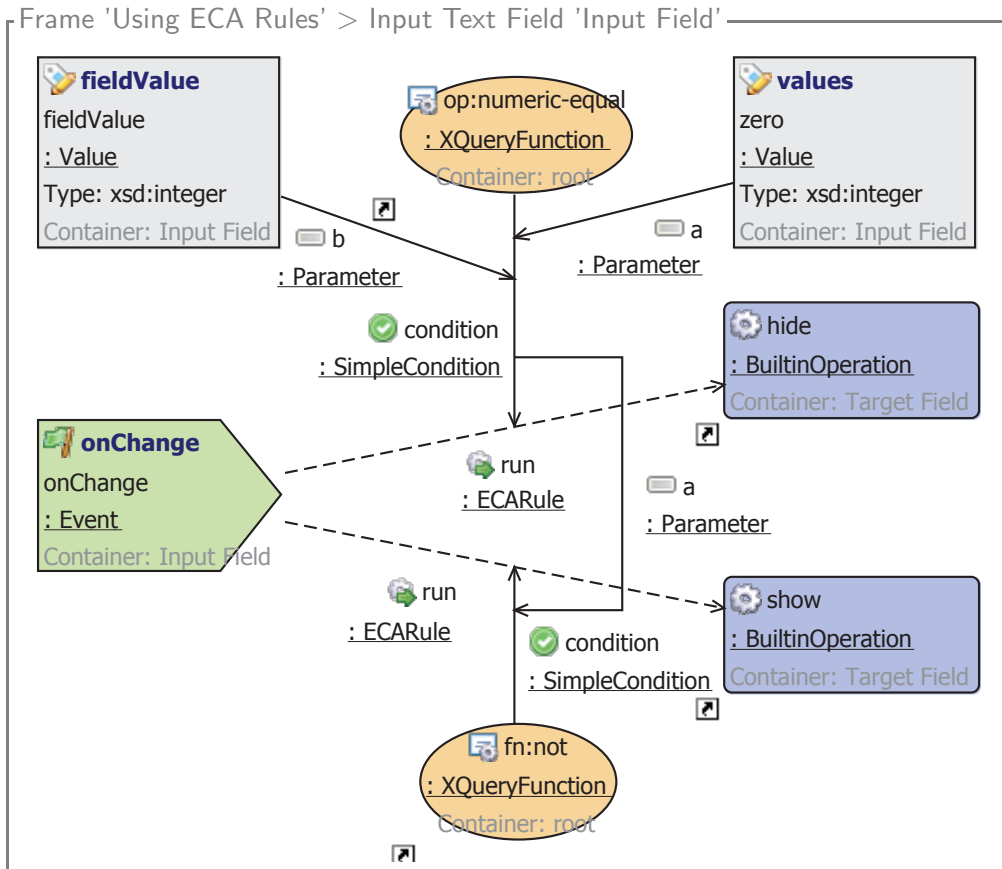 Frame 'Using ECA Rules' > Input Text Field 'Input Field'
fieldValue
fieldValue
: Value
Type: xsd:integer
Container: Input Field
op:numeric-equal
: XQueryFunction
Container: root
values
zero
: Value
Type: xsd:integer
Container: Input Field
b
: Parameter
a
: Parameter
condition
: SimpleCondition
hide
: BuiltinOperation
Container: Target Field
onChange
onChange
: Event
Container: Input Field
run
: ECARule
a
: Parameter
run
: ECARule
condition
: SimpleCondition
show
: BuiltinOperation
Container: Target Field
fn:not
: XQueryFunction
Container: root